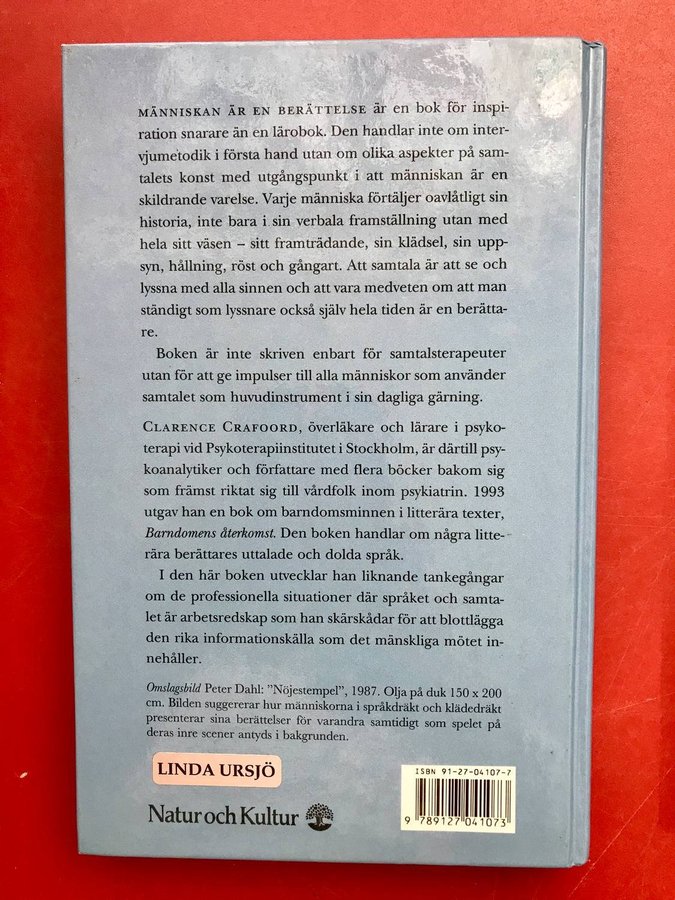 MÄNNISKAN ÄR EN BERÄTTELSE är en bok för inspi-
ration snarare än en lärobok. Den handlar inte om inter-
vjumetodik i första hand utan om olika aspekter på sam-
talets konst med utgångspunkt i att människan är en
skildrande varelse. Varje människa förtäljer oavlåtligt sin
historia, inte bara i sin verbala framställning utan med
hela sitt väsen – sitt framträdande, sin klädsel, sin upp-
syn, hållning, röst och gångart. Att samtala är att se och
lyssna med alla sinnen och att vara medveten om att man
ständigt som lyssnare också själv hela tiden är en berätta-
re.
Boken är inte skriven enbart för samtalsterapeuter
utan för att ge impulser till alla människor som använder
samtalet som huvudinstrument i sin dagliga gärning.
CLARENCE CRAFOORD, överläkare och lärare i psyko-
terapi vid Psykoterapiinstitutet i Stockholm, är därtill psy-
koanalytiker och författare med flera böcker bakom sig
som främst riktat sig till vårdfolk inom psykiatrin. 1993
utgav han en bok om barndomsminnen i litterära texter,
Barndomens återkomst. Den boken handlar om några litte-
rära berättares uttalade och dolda språk.
I den här boken utvecklar han liknande tankegångar
om de professionella situationer där språket och samta-
let är arbetsredskap som han skärskådar för att blottlägga
den rika informationskälla som det mänskliga mötet in-
nehåller.
Omslagsbild Peter Dahl: ”Nöjestempel”, 1987. Olja på duk 150 x 200
cm. Bilden suggererar hur människorna i språkdräkt och klädedräkt
presenterar sina berättelser för varandra samtidigt som spelet på
deras inre scener antyds i bakgrunden.
LINDA URSJÖ
Natur och Kultur
ISBN 91-27-04107-7
9 789127 041073